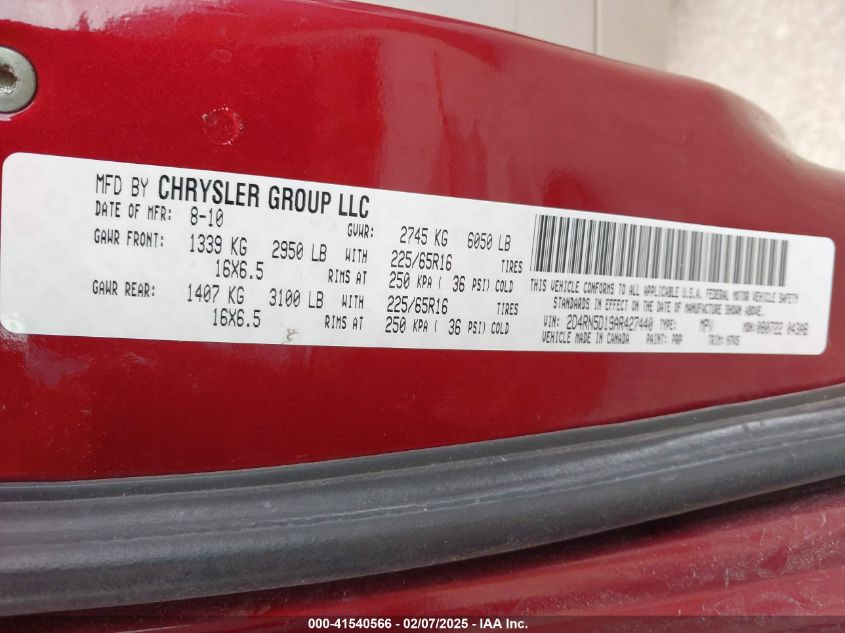 MFD BY CHRYSLER GROUP LLC
DATE OF MFR: 8-10 GVWR: 2745 KG 6050 LB
GAWR FRONT: 1339 KG 2950 LB WITH 225/65R16 TIRES
16X6.5 RIMS AT 250 KPA ( 36 PSI) COLD
GAWR REAR: 1407 KG 3100 LB WITH 225/65R16 TIRES
16X6.5 RIMS AT 250 KPA ( 36 PSI) COLD
THIS VEHICLE CONFORMS TO ALL APPLICABLE U.S.A. FEDERAL MOTOR VEHICLE SAFETY
STANDARDS IN EFFECT ON THE DATE OF MANUFACTURE SHOWN ABOVE.
VIN: 2D4RN5D19AR427440 TYPE: MPV MDH: 080722 043AB
VEHICLE MADE IN CANADA PAINT: PRP TRIM:
000-41540566 - 02/07/2025 - IAA Inc.